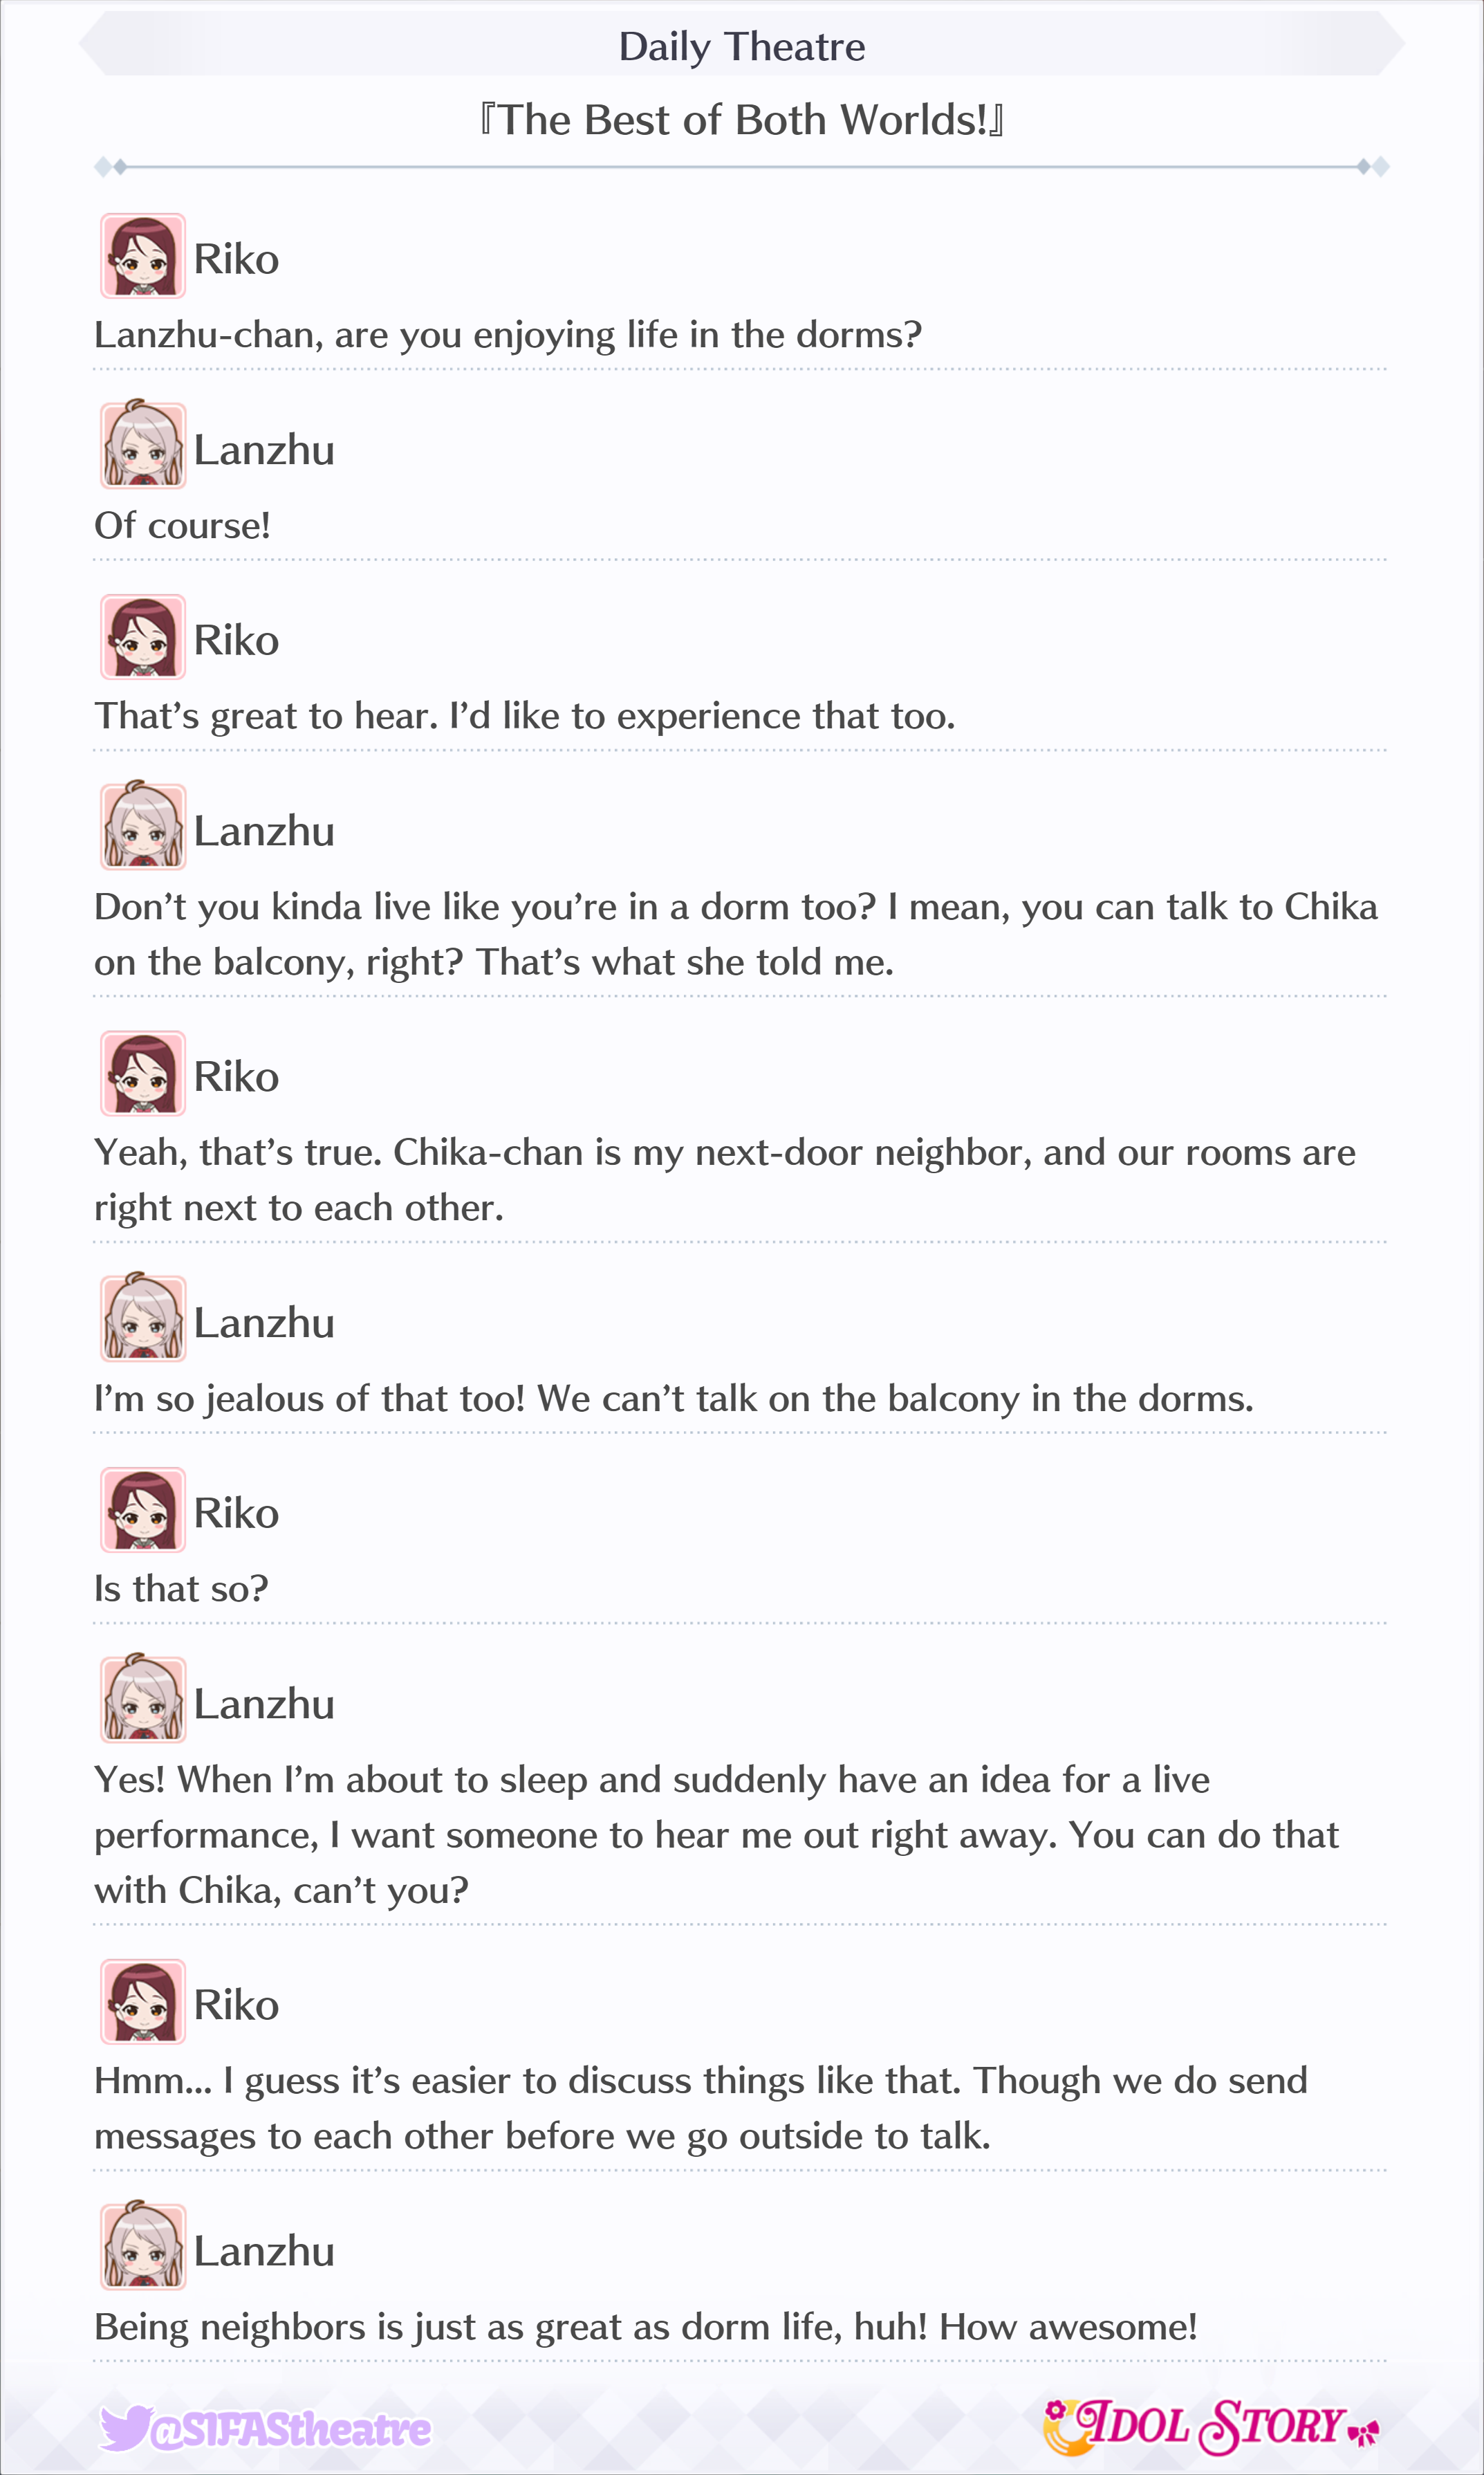 Daily Theatre
『The Best of Both Worlds!』
Riko
Lanzhu-chan, are you enjoying life in the dorms?
Lanzhu
Of course!
Riko
That’s great to hear. I’d like to experience that too.
Lanzhu
Don’t you kinda live like you’re in a dorm too? I mean, you can talk to Chika
on the balcony, right? That’s what she told me.
Riko
Yeah, that’s true. Chika-chan is my next-door neighbor, and our rooms are
right next to each other.
Lanzhu
I’m so jealous of that too! We can’t talk on the balcony in the dorms.
Riko
Is that so?
Lanzhu
Yes! When I’m about to sleep and suddenly have an idea for a live
performance, I want someone to hear me out right away. You can do that
with Chika, can’t you?
Riko
Hmm... I guess it’s easier to discuss things like that. Though we do send
messages to each other before we go outside to talk.
Lanzhu
Being neighbors is just as great as dorm life, huh! How awesome!
@SIFAStheatre
IDOL STORY